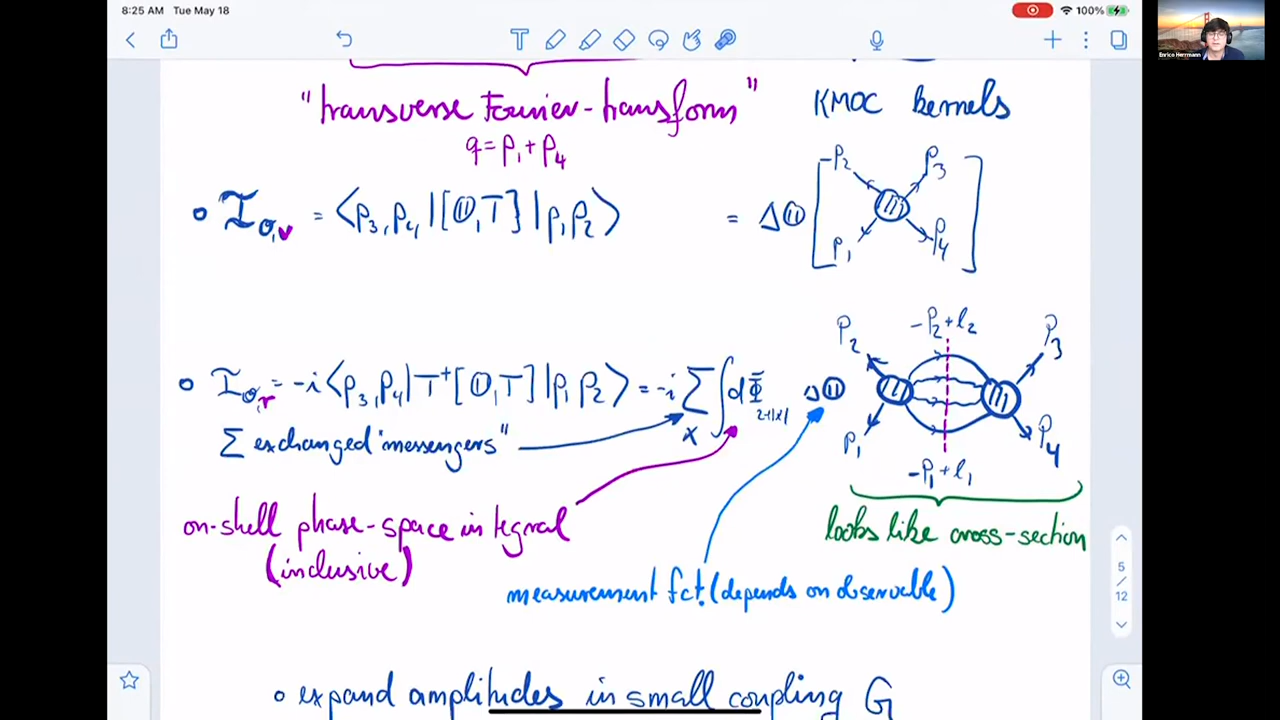 8:25 AM Tue May 18
100%
Enrico Herrmann
"transverse Fourier-transform"
KMOC kernels
q = p₁ + p₄
∘ I_{O,v} = ⟨p₃, p₄ | [O, T] | p₁ p₂⟩ = ΔO [ -p₂ p₃ p₁ p₄ ]
-p₂+l₂
p₂ p₃
∘ I_{O,r} = -i ⟨p₃, p₄ | T⁺ [O, T] | p₁ p₂⟩ = -i Σ_X ∫ dΦ̃_{2+|X|} ΔO
Σ exchanged "messengers"
p₁ p₄
-p₁+l₁
on-shell phase-space integral
looks like cross-section
(inclusive)
measurement fct. (depends on observable)
5
/
12
∘ expand amplitudes in small coupling G